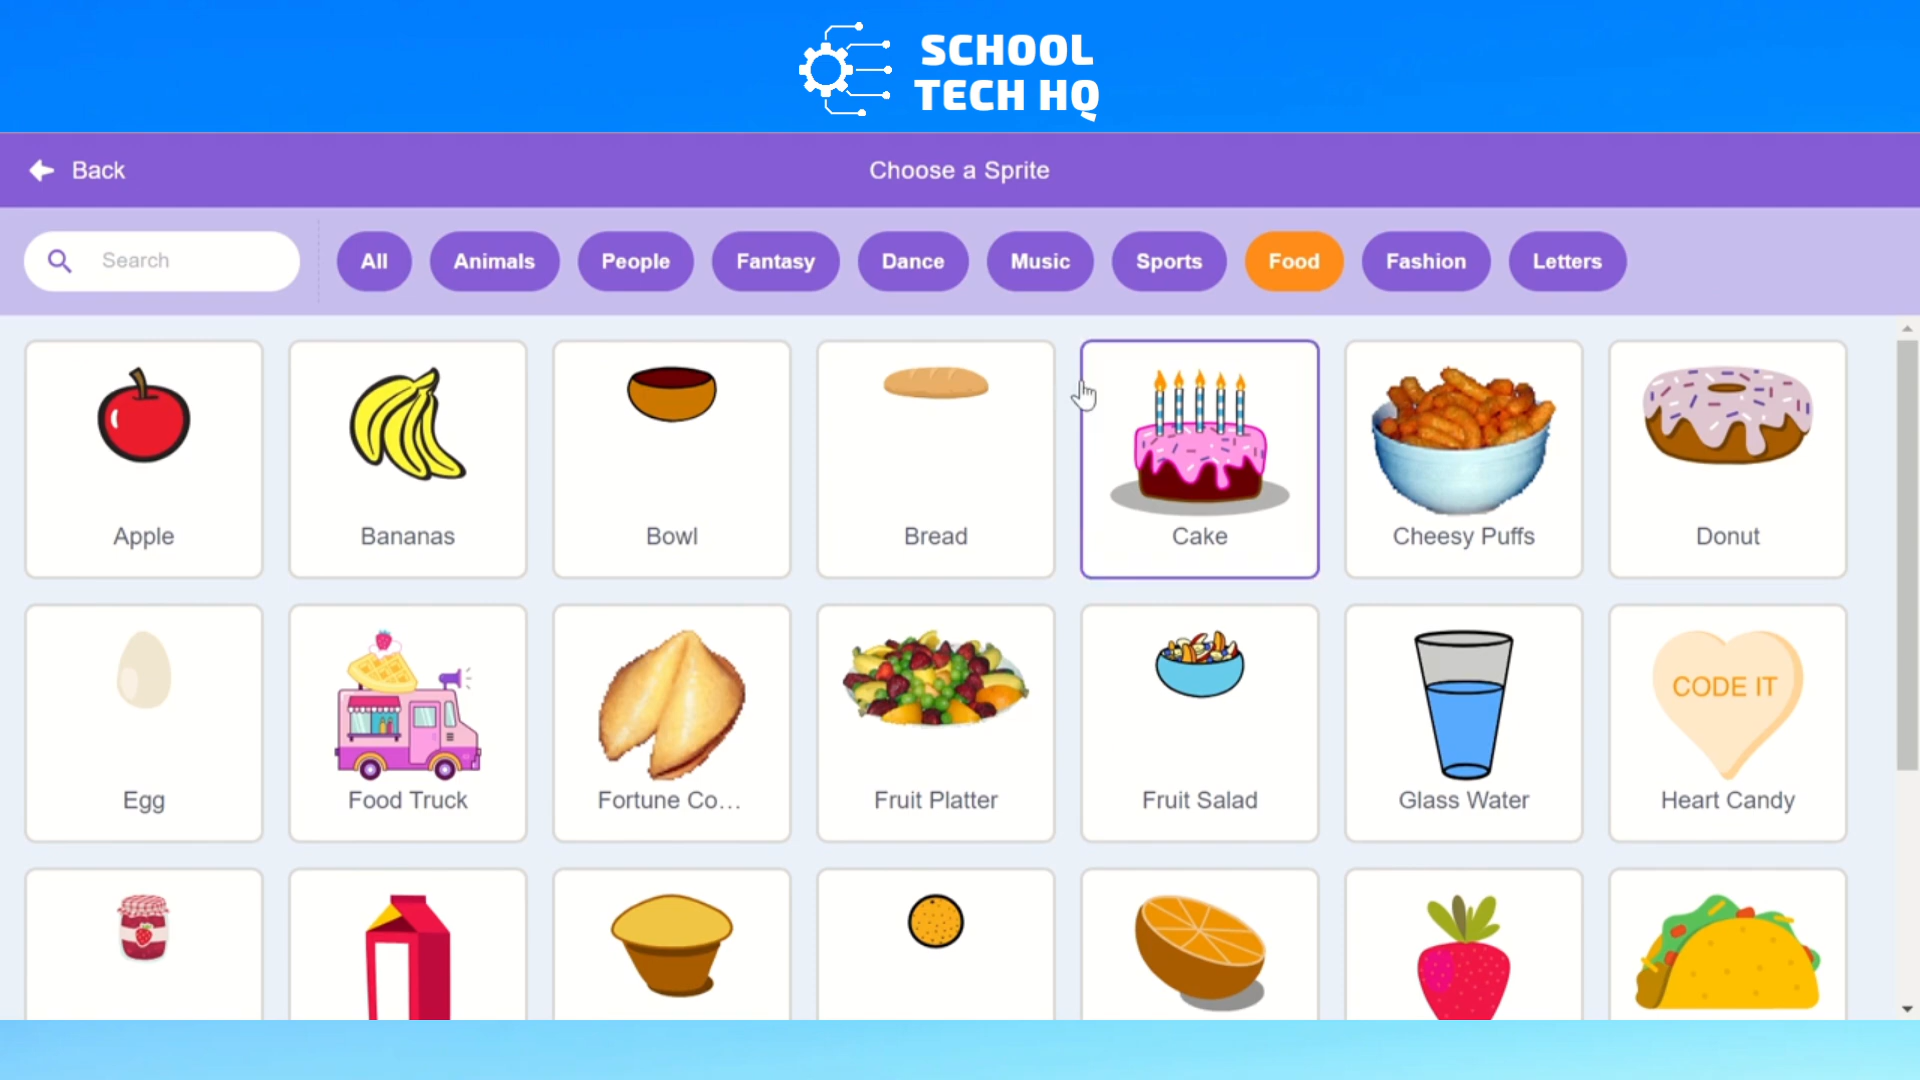 SCHOOL
TECH HQ
Back
Choose a Sprite
Search
All
Animals
People
Fantasy
Dance
Music
Sports
Food
Fashion
Letters
Apple
Bananas
Bowl
Bread
Cake
Cheesy Puffs
Donut
CODE IT
Egg
Food Truck
Fortune Co...
Fruit Platter
Fruit Salad
Glass Water
Heart Candy